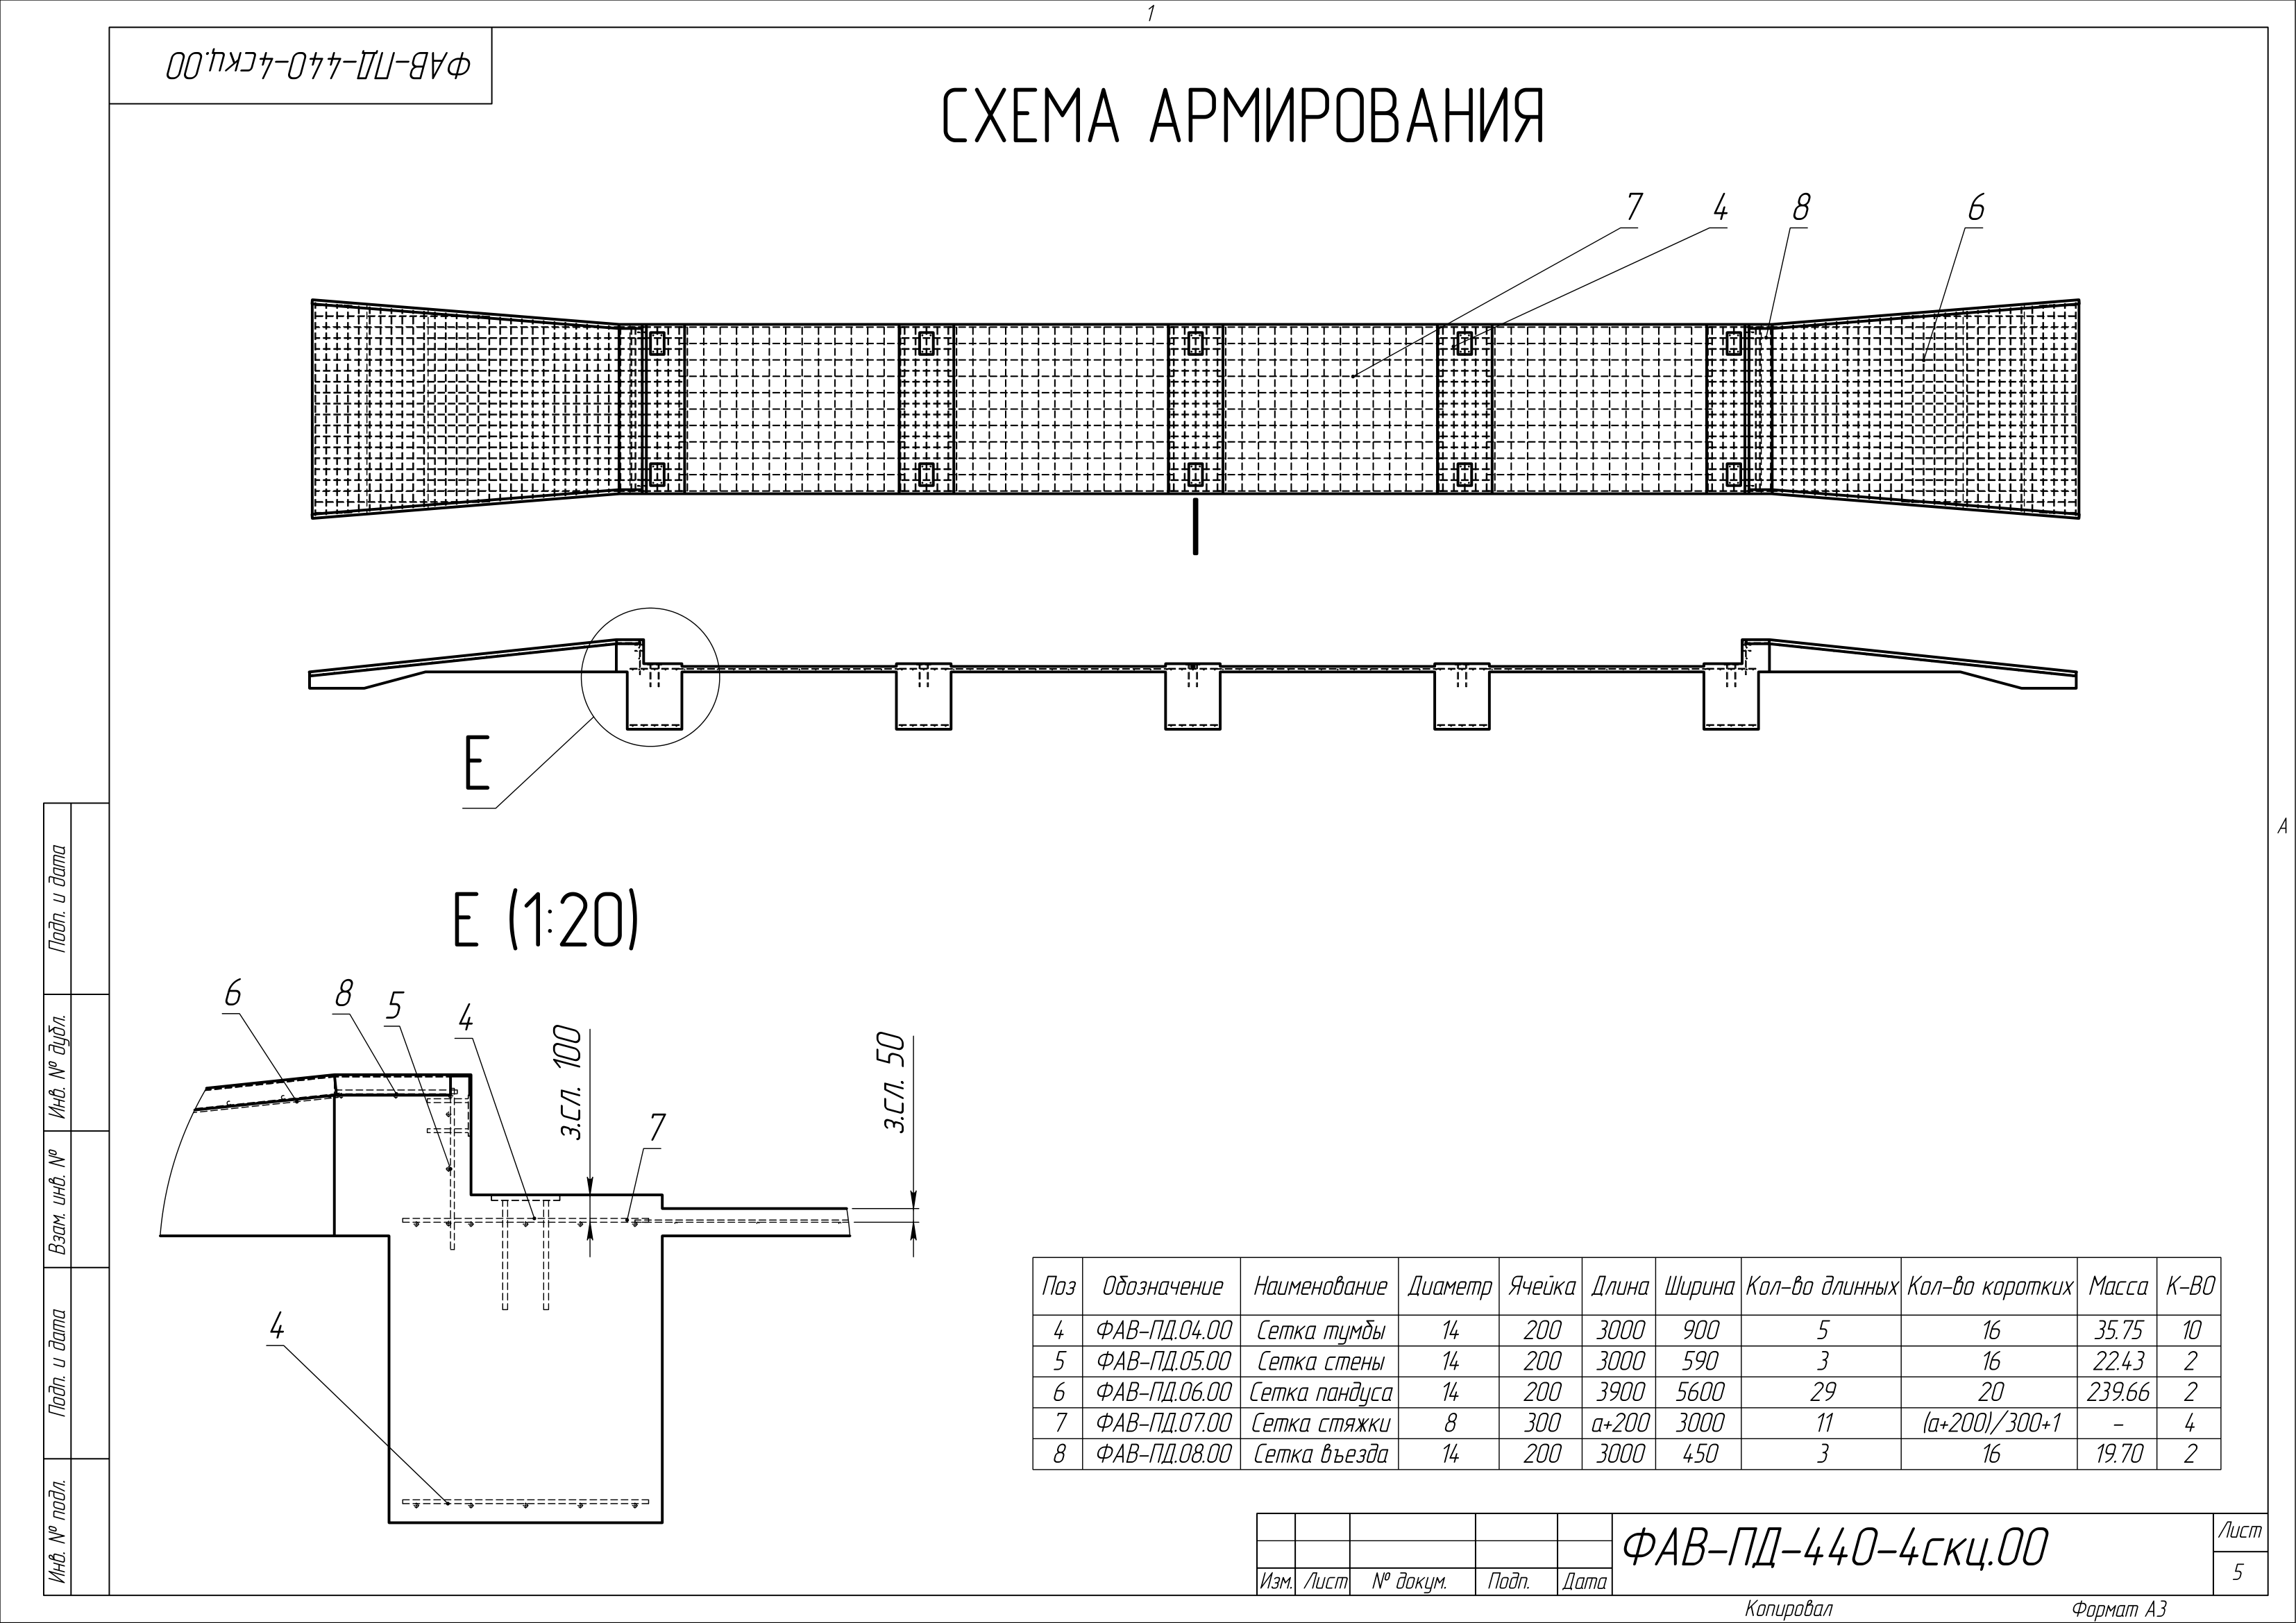 1
ФАВ-ПД-440-4скц.00
СХЕМА АРМИРОВАНИЯ
7 4 8 6
E
A
E (1:20)
6 8 5 4
з.сл. 100
з.сл. 50
7
4
Поз Обозначение Наименование Диаметр Ячейка Длина Ширина Кол-во длинных Кол-во коротких Масса К-ВО
4 ФАВ-ПД.04.00 Сетка тумбы 14 200 3000 900 5 16 35.75 10
5 ФАВ-ПД.05.00 Сетка стены 14 200 3000 590 3 16 22.43 2
6 ФАВ-ПД.06.00 Сетка пандуса 14 200 3900 5600 29 20 239.66 2
7 ФАВ-ПД.07.00 Сетка стяжки 8 300 а+200 3000 11 (а+200)/300+1 - 4
8 ФАВ-ПД.08.00 Сетка въезда 14 200 3000 450 3 16 19.70 2
Подп. и дата
Инв. № дубл.
Взам. инв. №
Подп. и дата
Инв. № подл.
Изм. Лист № докум. Подп. Дата
ФАВ-ПД-440-4скц.00
Лист
5
Копировал Формат А3